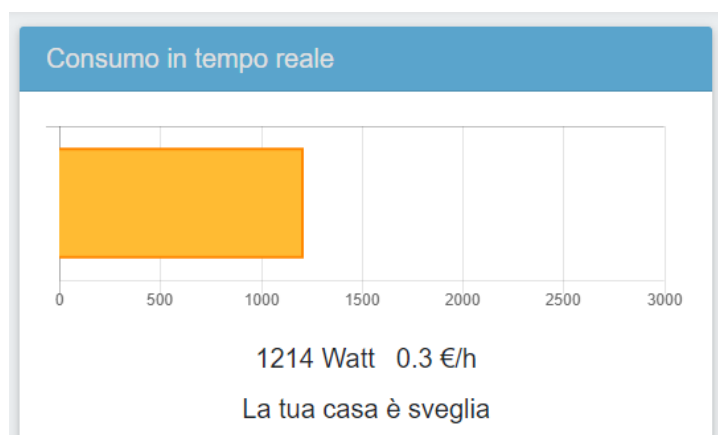 Consumo in tempo reale
0 500 1000 1500 2000 2500 3000
1214 Watt 0.3 €/h
La tua casa è sveglia